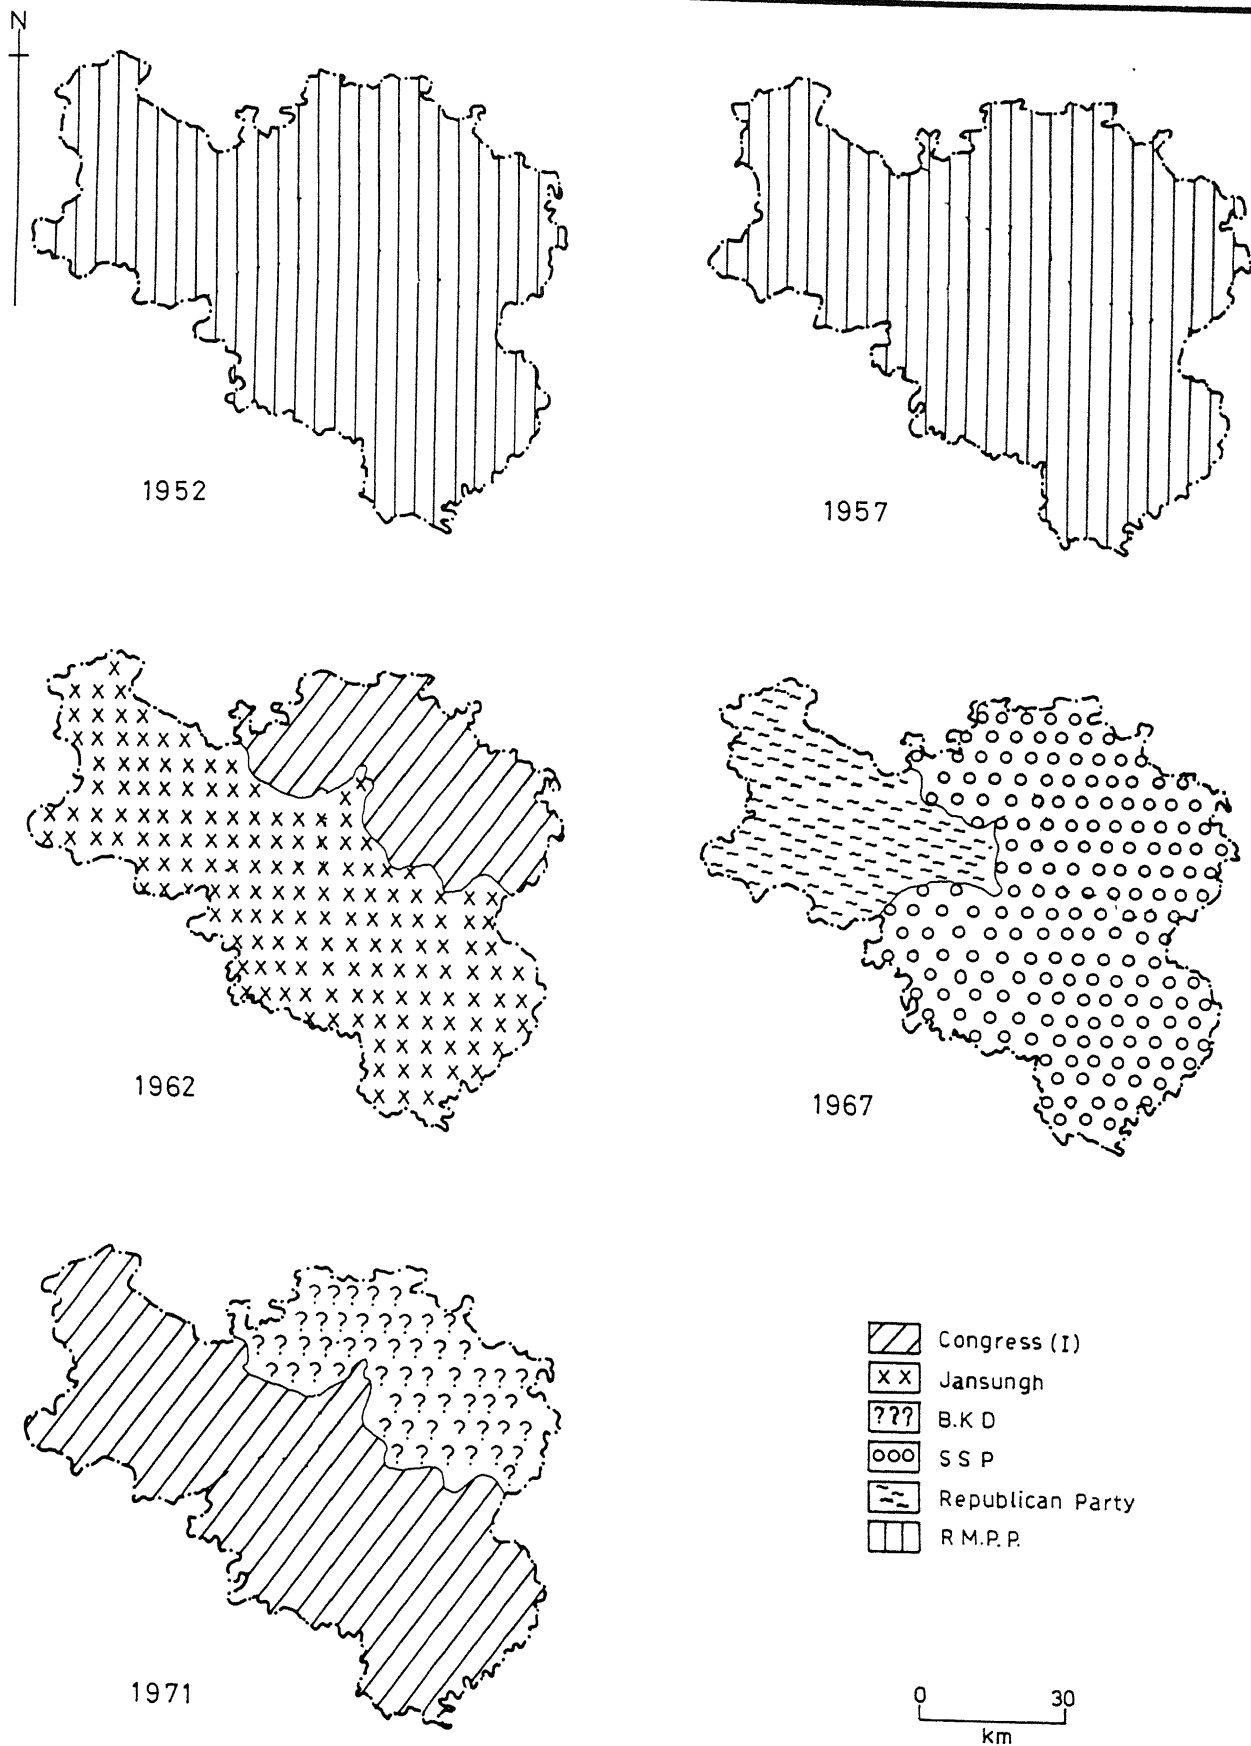 N
1952
1957
1962
1967
1971
Congress (I)
X X Jansungh
??? B.K D
S S P
Republican Party
R M.P. P.
0 30
km